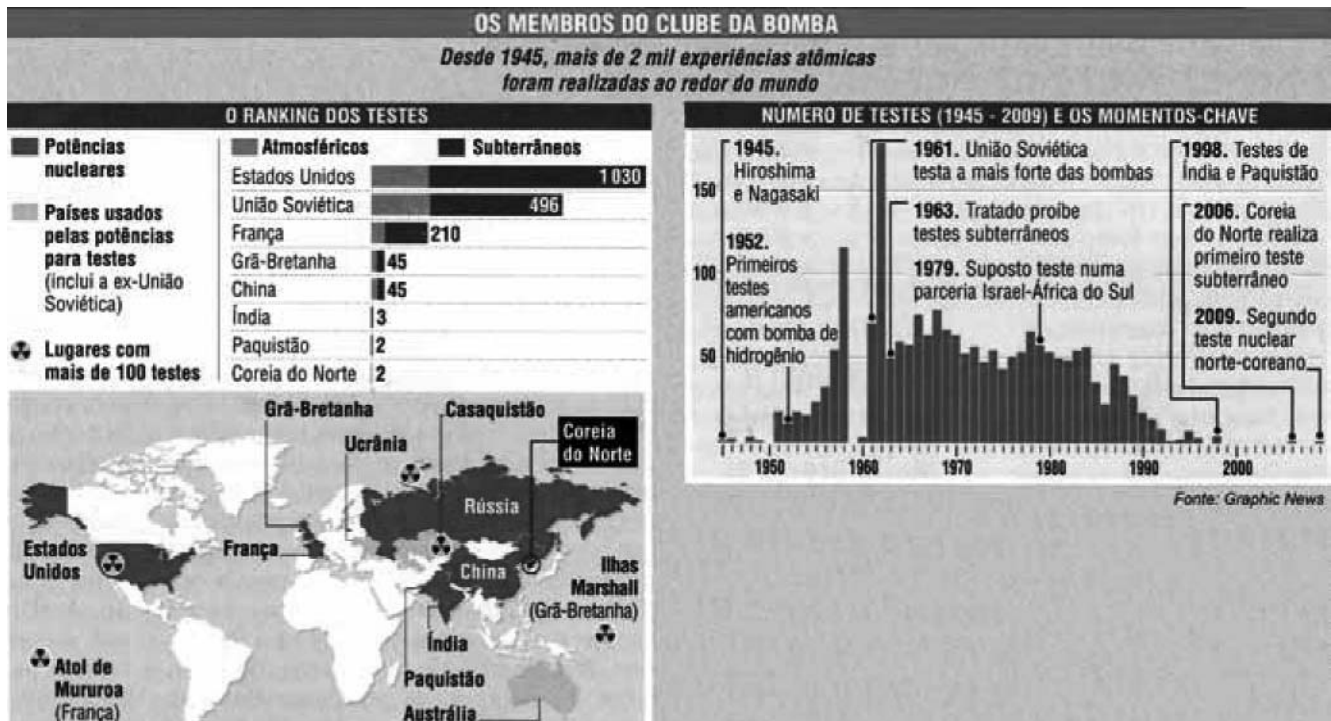 OS MEMBROS DO CLUBE DA BOMBA
Desde 1945, mais de 2 mil experiências atômicas
foram realizadas ao redor do mundo
O RANKING DOS TESTES
Potências
nucleares
Países usados
pelas potências
para testes
(inclui a ex-União
Soviética)
Lugares com
mais de 100 testes
Atmosféricos
Subterrâneos
Estados Unidos 1 030
União Soviética 496
França 210
Grã-Bretanha 45
China 45
Índia 3
Paquistão 2
Coreia do Norte 2
Grã-Bretanha
Casaquistão
Ucrânia
Coreia
do Norte
Rússia
Estados
Unidos
França
China
Ilhas
Marshall
(Grã-Bretanha)
Índia
Atol de
Mururoa
(França)
Paquistão
Austrália
NÚMERO DE TESTES (1945 - 2009) E OS MOMENTOS-CHAVE
1945.
Hiroshima
e Nagasaki
1952.
Primeiros
testes
americanos
com bomba de
hidrogênio
1961. União Soviética
testa a mais forte das bombas
1963. Tratado proíbe
testes subterrâneos
1979. Suposto teste numa
parceria Israel-África do Sul
1998. Testes de
Índia e Paquistão
2006. Coreia
do Norte realiza
primeiro teste
subterrâneo
2009. Segundo
teste nuclear
norte-coreano
150
100
50
1950 1960 1970 1980 1990 2000
Fonte: Graphic News